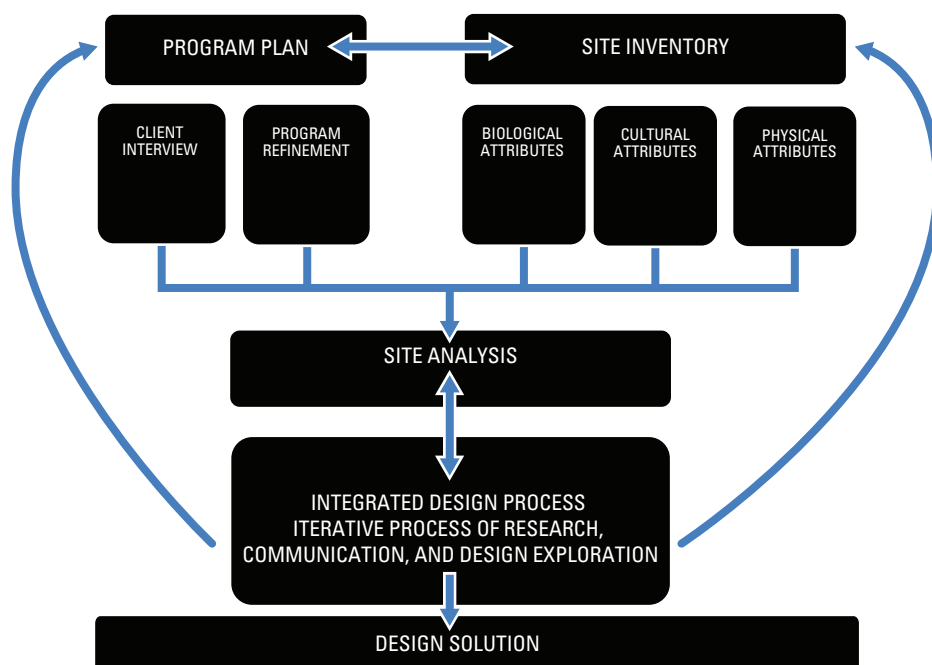 PROGRAM PLAN
SITE INVENTORY
CLIENT
INTERVIEW
PROGRAM
REFINEMENT
BIOLOGICAL
ATTRIBUTES
CULTURAL
ATTRIBUTES
PHYSICAL
ATTRIBUTES
SITE ANALYSIS
INTEGRATED DESIGN PROCESS
ITERATIVE PROCESS OF RESEARCH,
COMMUNICATION, AND DESIGN EXPLORATION
DESIGN SOLUTION